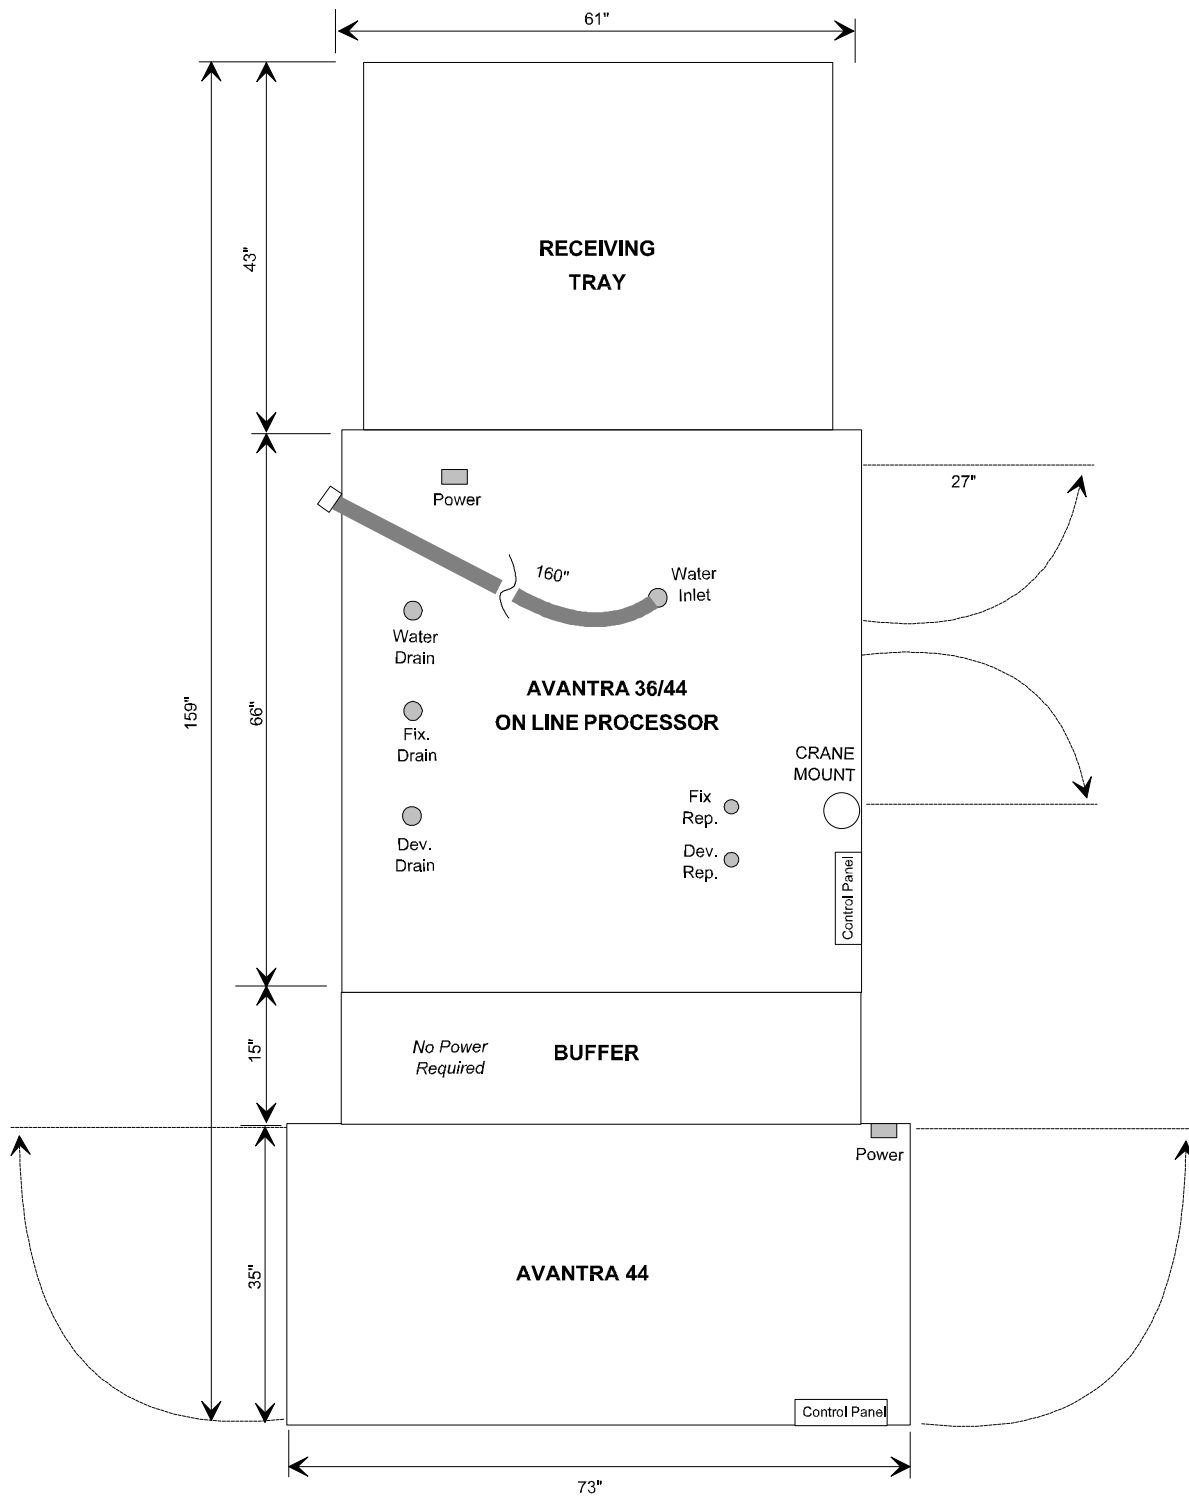 61"
RECEIVING
TRAY
43"
Power
27"
160"
Water
Inlet
Water
Drain
AVANTRA 36/44
ON LINE PROCESSOR
159"
66"
Fix.
Drain
CRANE
MOUNT
Fix
Rep.
Dev.
Drain
Dev.
Rep.
Control Panel
15"
No Power
Required
BUFFER
Power
35"
AVANTRA 44
Control Panel
73"